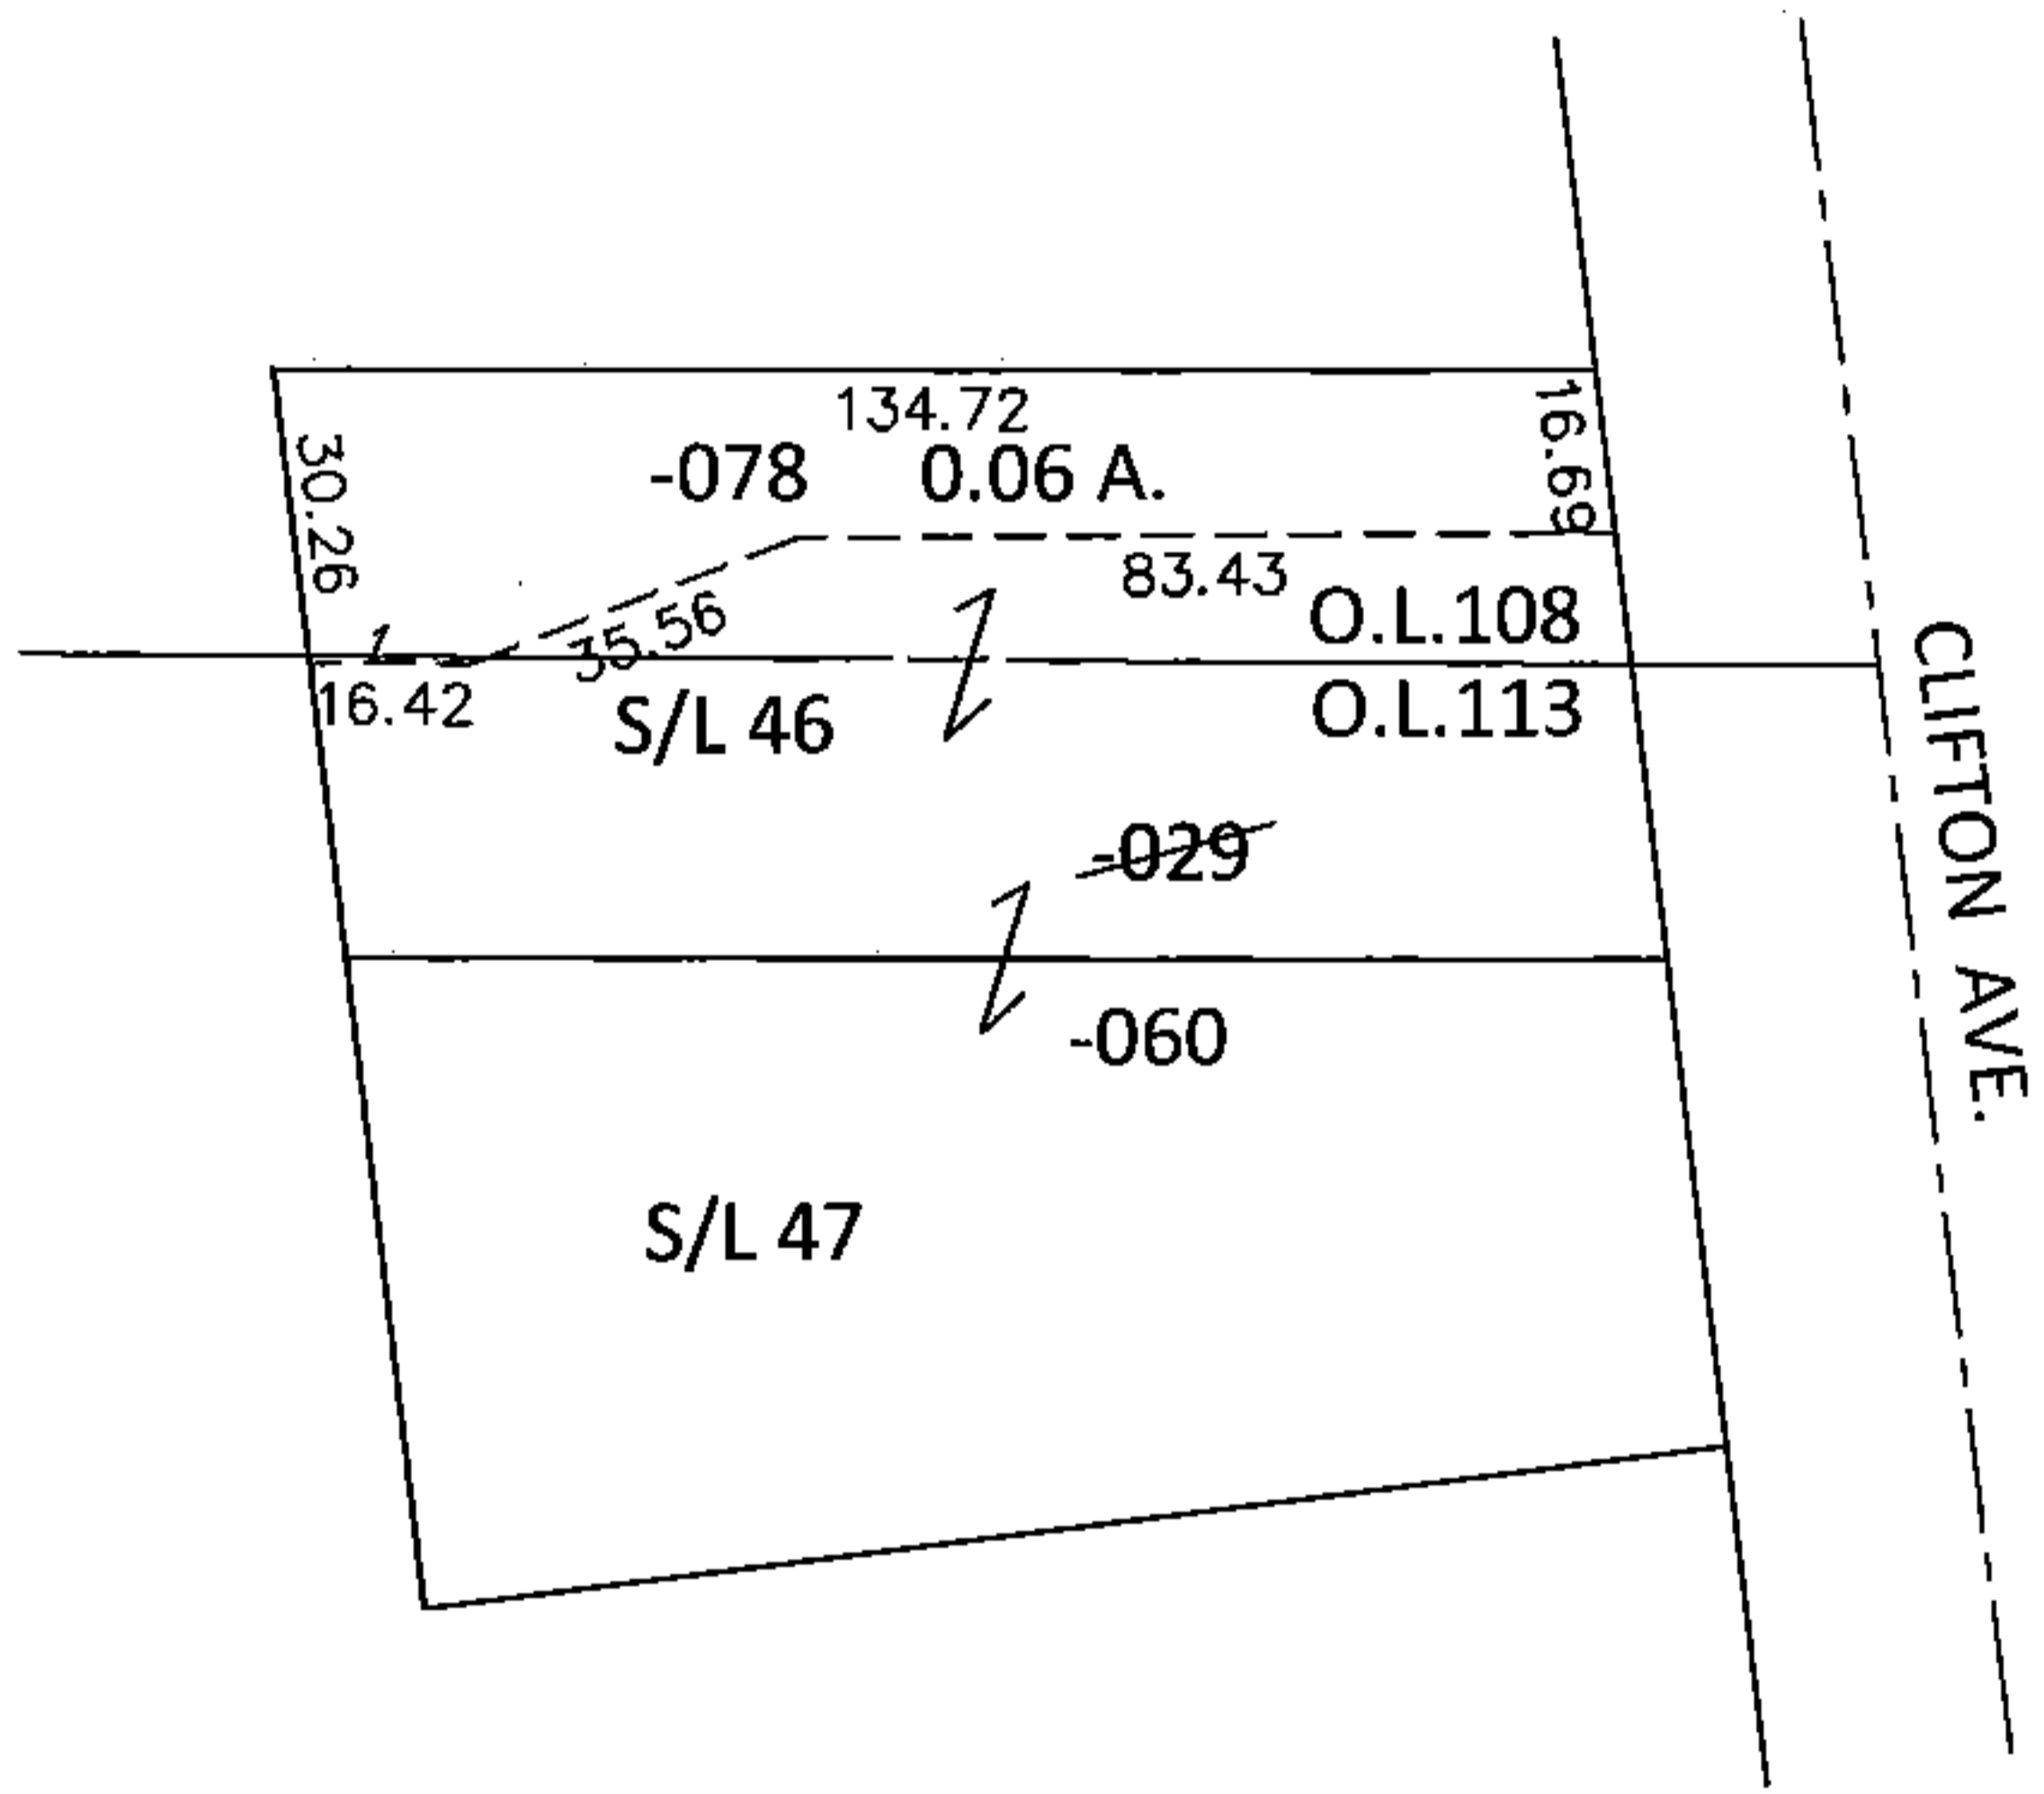 134.72
-078 0.06 A.
30.26
16.69
83.43
35.56
16.42
O.L.108
O.L.113
S/L 46
-029
-060
S/L 47
CLIFTON AVE.